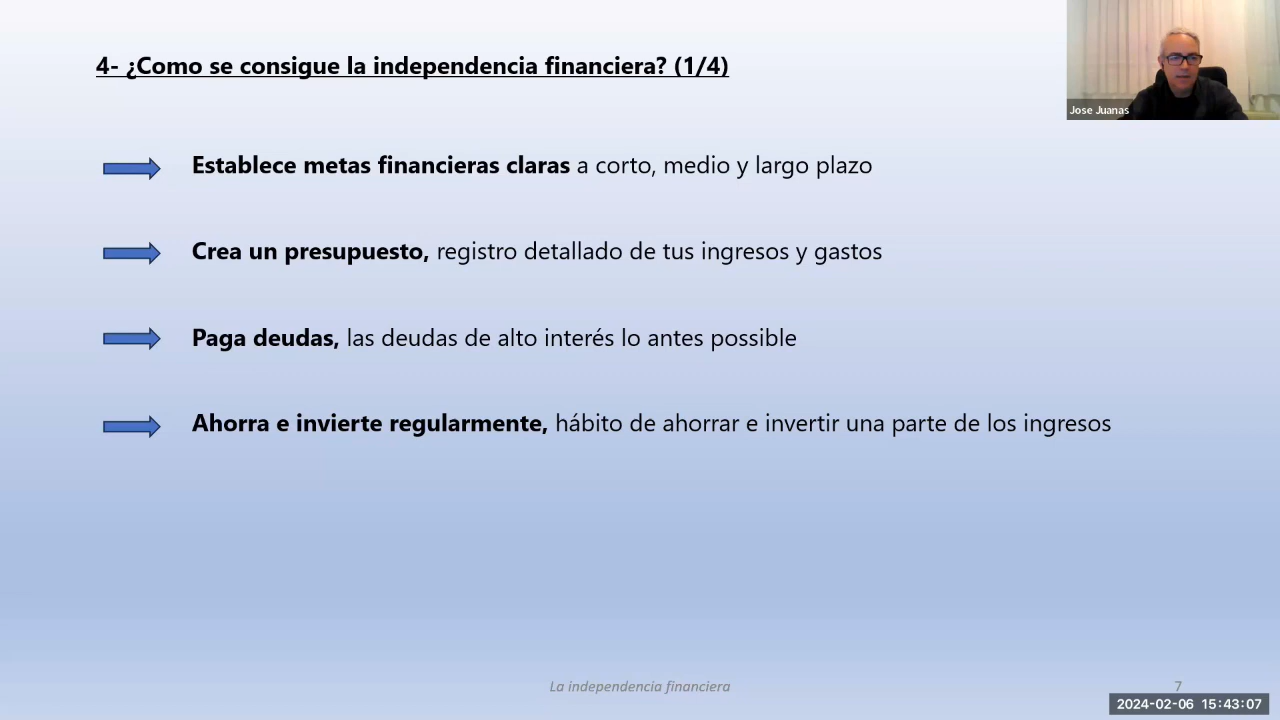 4- ¿Como se consigue la independencia financiera? (1/4)
Jose Juanas
Establece metas financieras claras a corto, medio y largo plazo
Crea un presupuesto, registro detallado de tus ingresos y gastos
Paga deudas, las deudas de alto interés lo antes possible
Ahorra e invierte regularmente, hábito de ahorrar e invertir una parte de los ingresos
La independencia financiera
7
2024-02-06 15:43:07